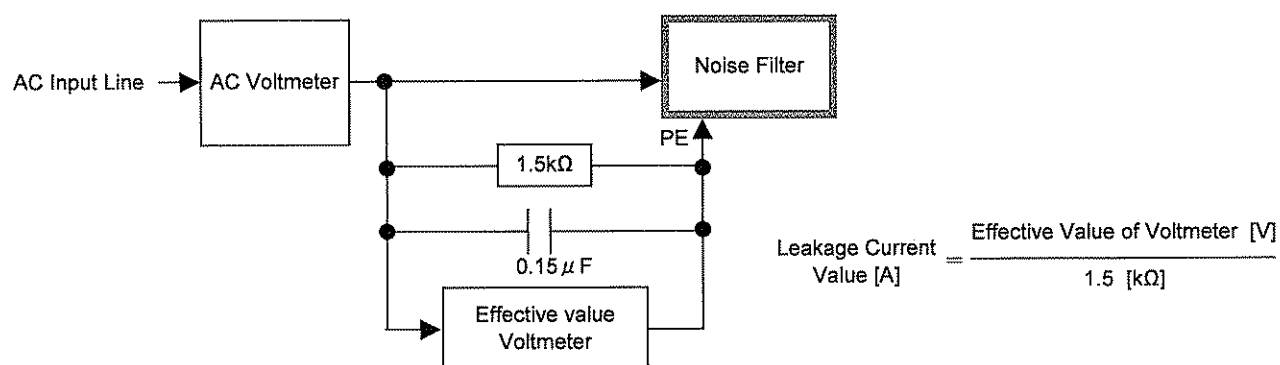 Noise Filter
AC Input Line
AC Voltmeter
PE
1.5kΩ
0.15μF
Effective value
Voltmeter
Leakage Current
Value [A]
=
Effective Value of Voltmeter [V]
1.5 [kΩ]